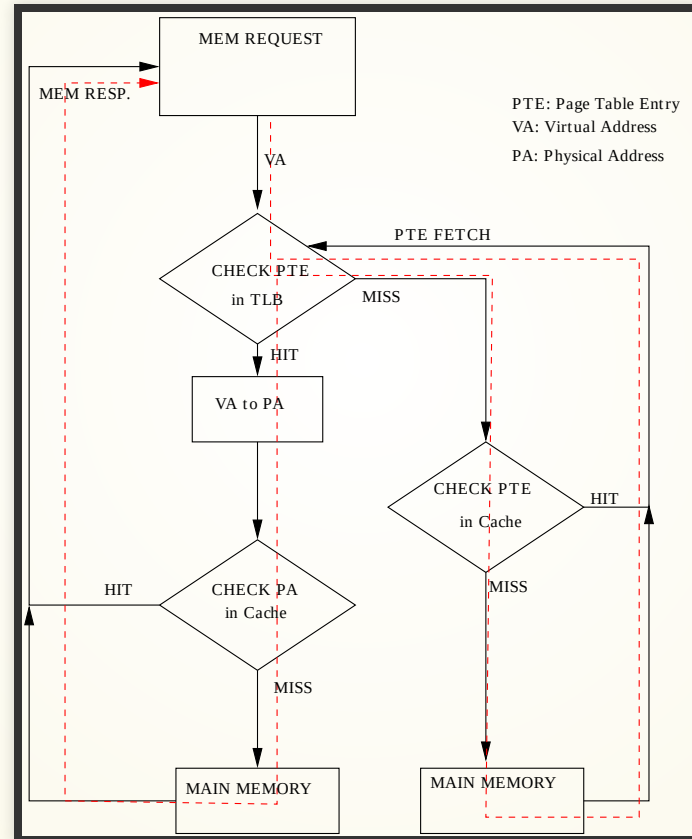 MEM REQUEST
MEM RESP.
PTE: Page Table Entry
VA: Virtual Address
PA: Physical Address
VA
PTE FETCH
CHECK PTE
in TLB
MISS
HIT
VA to PA
CHECK PTE
in Cache
HIT
MISS
HIT
CHECK PA
in Cache
MISS
MAIN MEMORY
MAIN MEMORY